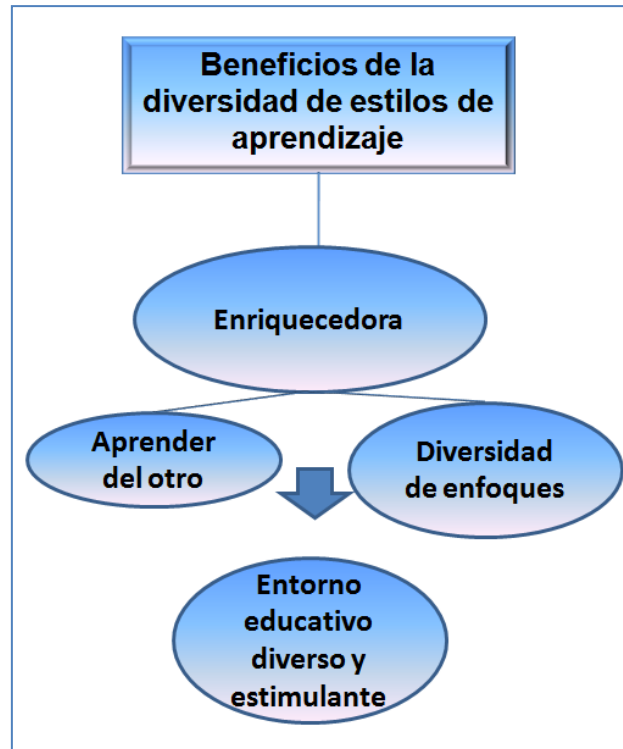 Beneficios de la
diversidad de estilos de
aprendizaje
Enriquecedora
Aprender
del otro
Diversidad
de enfoques
Entorno
educativo
diverso y
estimulante